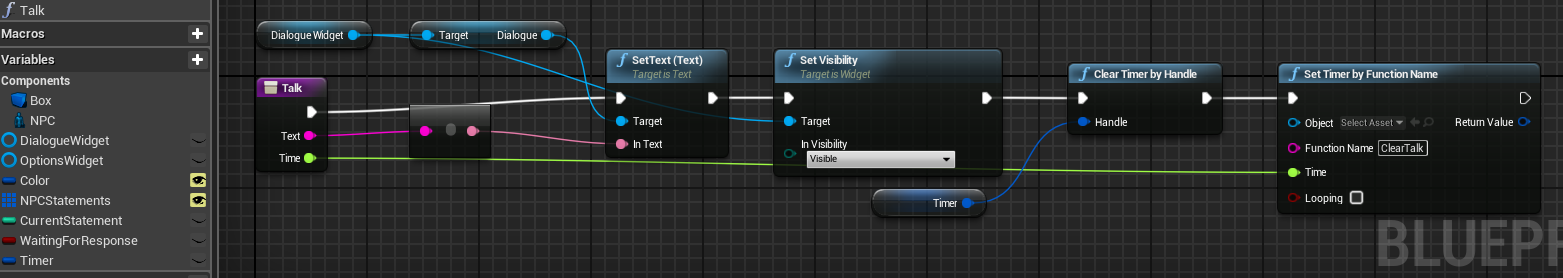 Talk
Macros
Variables
Components
Box
NPC
DialogueWidget
OptionsWidget
Color
NPCStatements
CurrentStatement
WaitingForResponse
Timer
Dialogue Widget
Target Dialogue
Talk
Text
Time
SetText (Text)
Target is Text
Target
In Text
Set Visibility
Target is Widget
Target
In Visibility
Visible
Timer
Clear Timer by Handle
Handle
Set Timer by Function Name
Object Select Asset Return Value
Function Name ClearTalk
Time
Looping